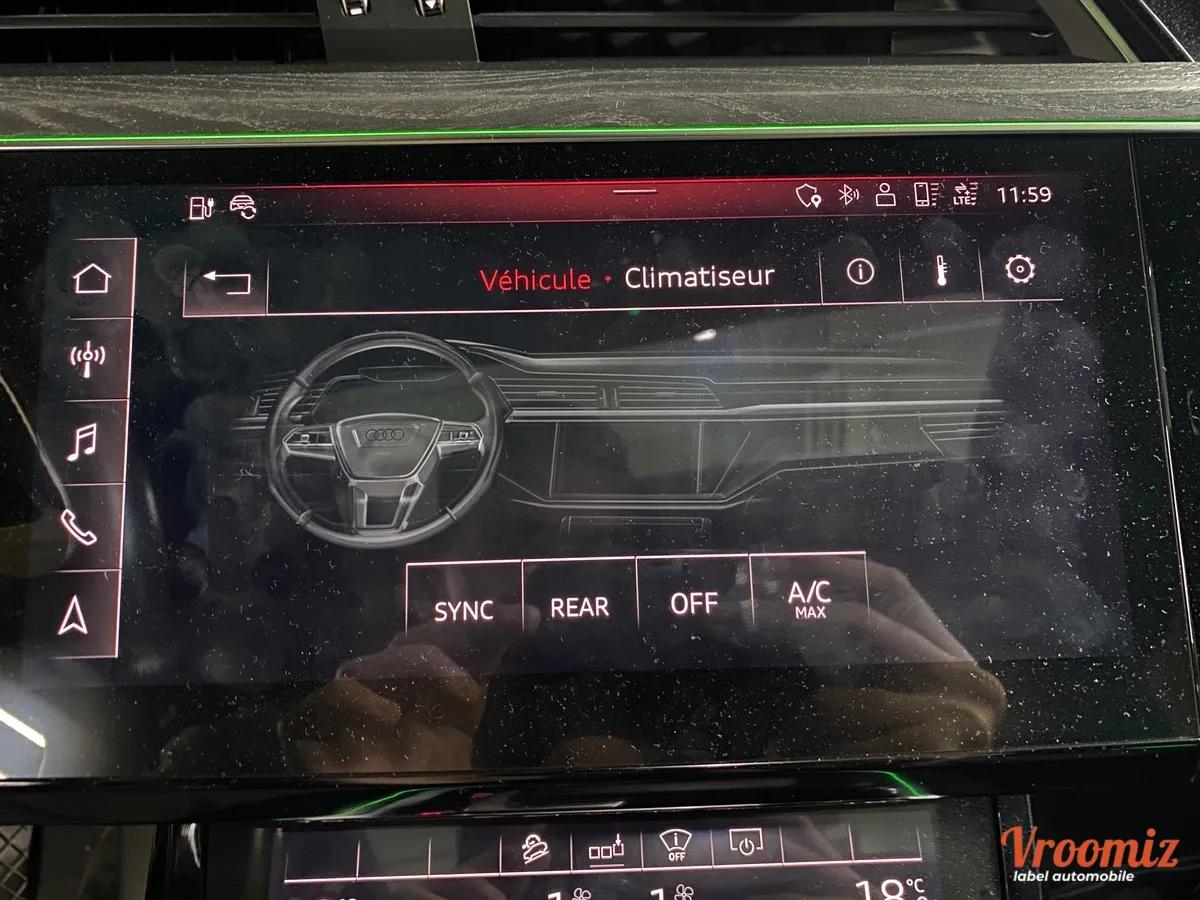 LTE 11:59
Véhicule · Climatiseur
SYNC REAR OFF A/C MAX
OFF
18°C
Vroomiz
label automobile